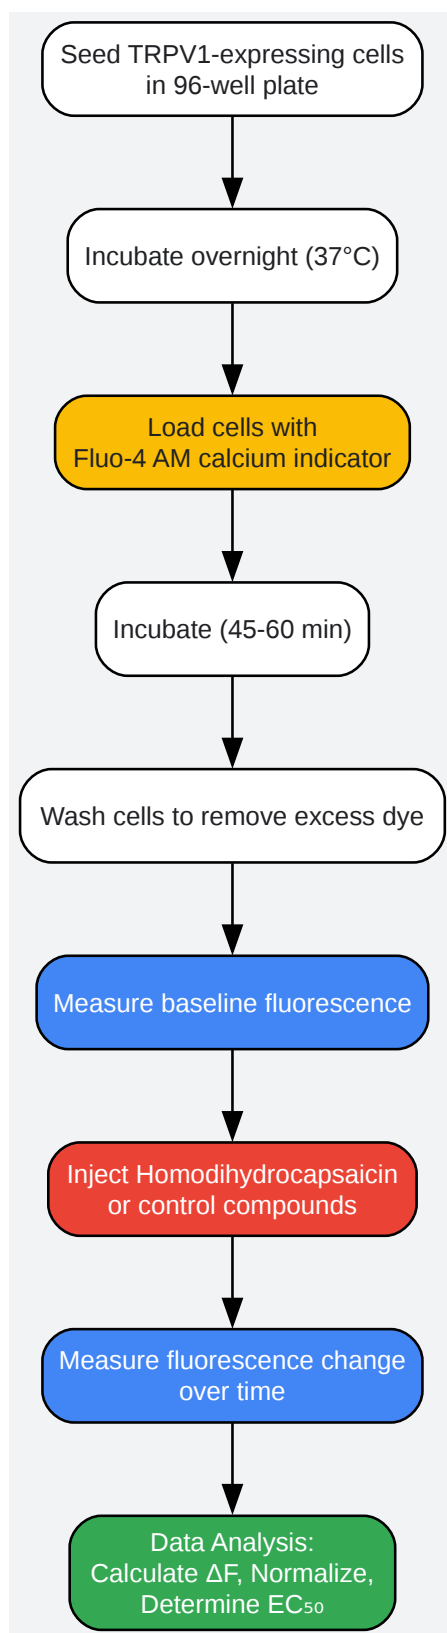 Seed TRPV1-expressing cells
in 96-well plate
Incubate overnight (37°C)
Load cells with
Fluo-4 AM calcium indicator
Incubate (45-60 min)
Wash cells to remove excess dye
Measure baseline fluorescence
Inject Homodihydrocapsaicin
or control compounds
Measure fluorescence change
over time
Data Analysis:
Calculate ΔF, Normalize,
Determine EC₅₀